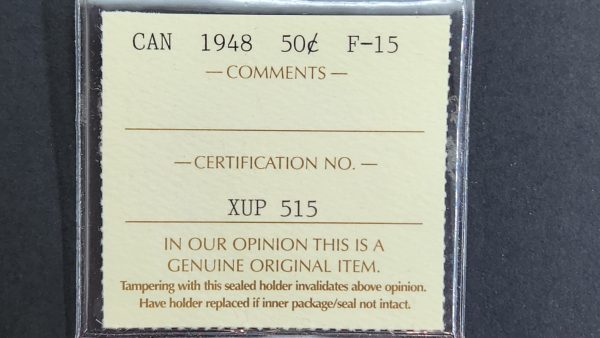 CAN 1948 50¢ F-15
— COMMENTS —
— CERTIFICATION NO. —
XUP 515
IN OUR OPINION THIS IS A
GENUINE ORIGINAL ITEM.
Tampering with this sealed holder invalidates above opinion.
Have holder replaced if inner package/seal not intact.